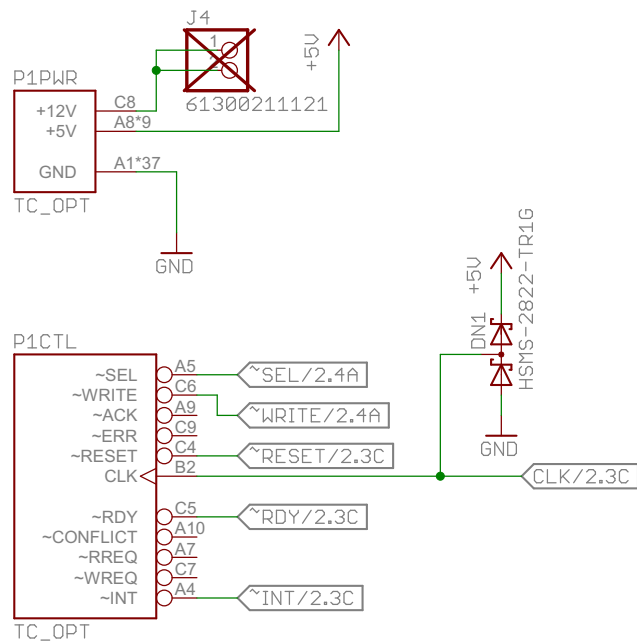 J4
1
2
61300211121
+5V
P1PWR
+12V C8
+5V A8*9
GND A1*37
TC_OPT
GND
+5V
DN1
HSMS-2822-TR1G
GND
P1CTL
~SEL A5 ~SEL/2.4A
~WRITE C6 ~WRITE/2.4A
~ACK A9
~ERR C9
~RESET C4 ~RESET/2.3C
CLK B2 CLK/2.3C
~RDY C5 ~RDY/2.3C
~CONFLICT A10
~RREQ A7
~WREQ C7
~INT A4 ~INT/2.3C
TC_OPT